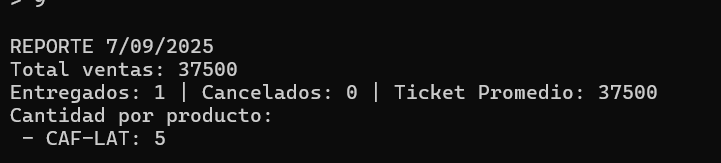 > 9
REPORTE 7/09/2025
Total ventas: 37500
Entregados: 1 | Cancelados: 0 | Ticket Promedio: 37500
Cantidad por producto:
 - CAF-LAT: 5